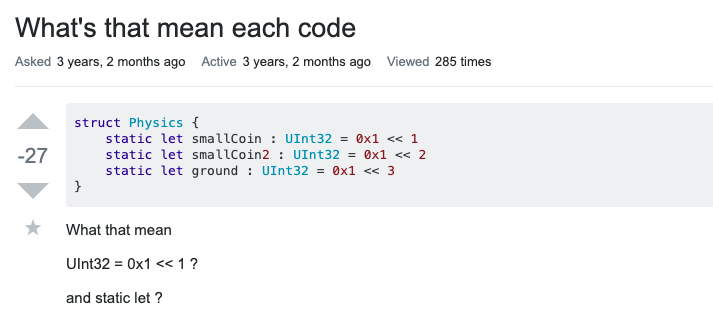 What's that mean each code
Asked 3 years, 2 months ago Active 3 years, 2 months ago Viewed 285 times
struct Physics {
    static let smallCoin : UInt32 = 0x1 << 1
    static let smallCoin2 : UInt32 = 0x1 << 2
    static let ground : UInt32 = 0x1 << 3
}
-27
What that mean
UInt32 = 0x1 << 1 ?
and static let ?